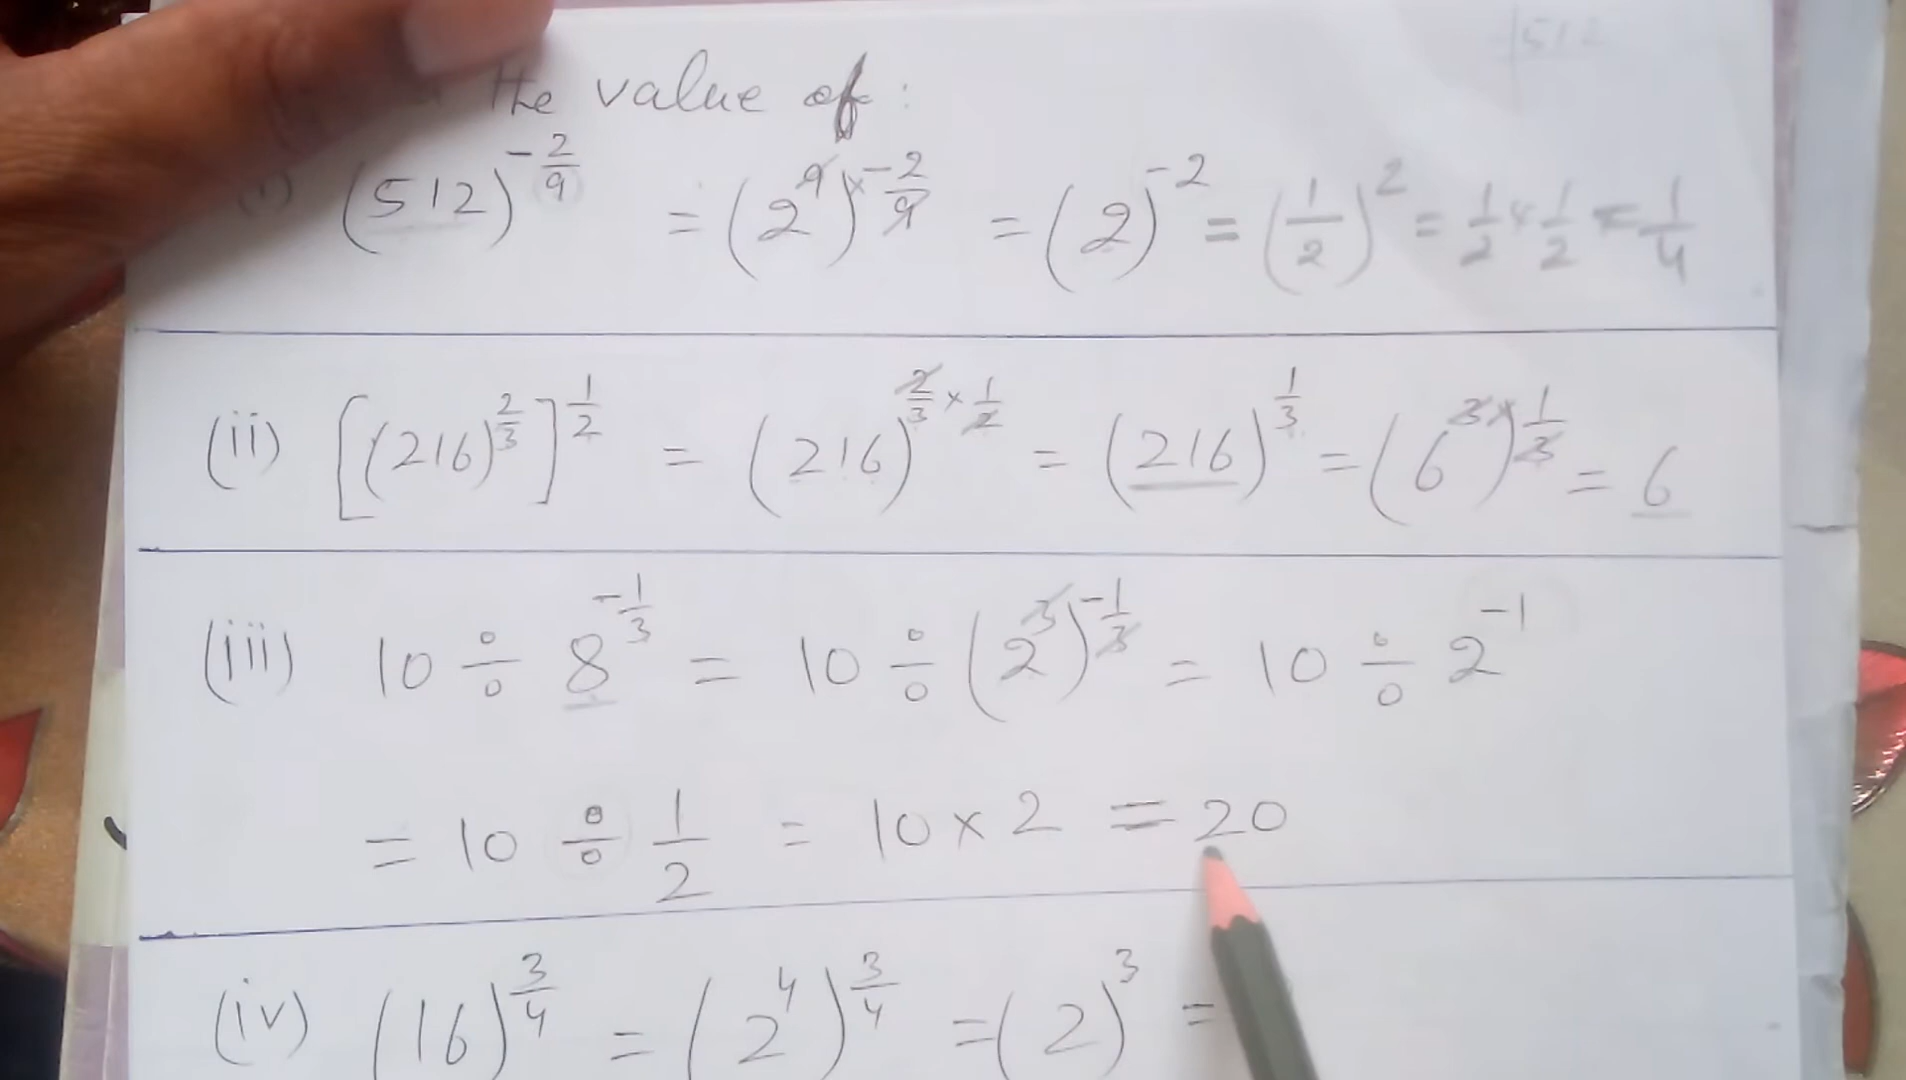 the value of :
(i) (512)^{-2/9} = (2^9)^{× -2/9} = (2)^{-2} = (1/2)^2 = 1/2 × 1/2 = 1/4
(ii) [(216)^{2/3}]^{1/2} = (216)^{2/3 × 1/2} = (216)^{1/3} = (6^{3×})^{1/3} = 6
(iii) 10 ÷ 8^{-1/3} = 10 ÷ (2^3)^{-1/3} = 10 ÷ 2^{-1}
= 10 ÷ 1/2 = 10 × 2 = 20
(iv) (16)^{3/4} = (2^4)^{3/4} = (2)^3 =